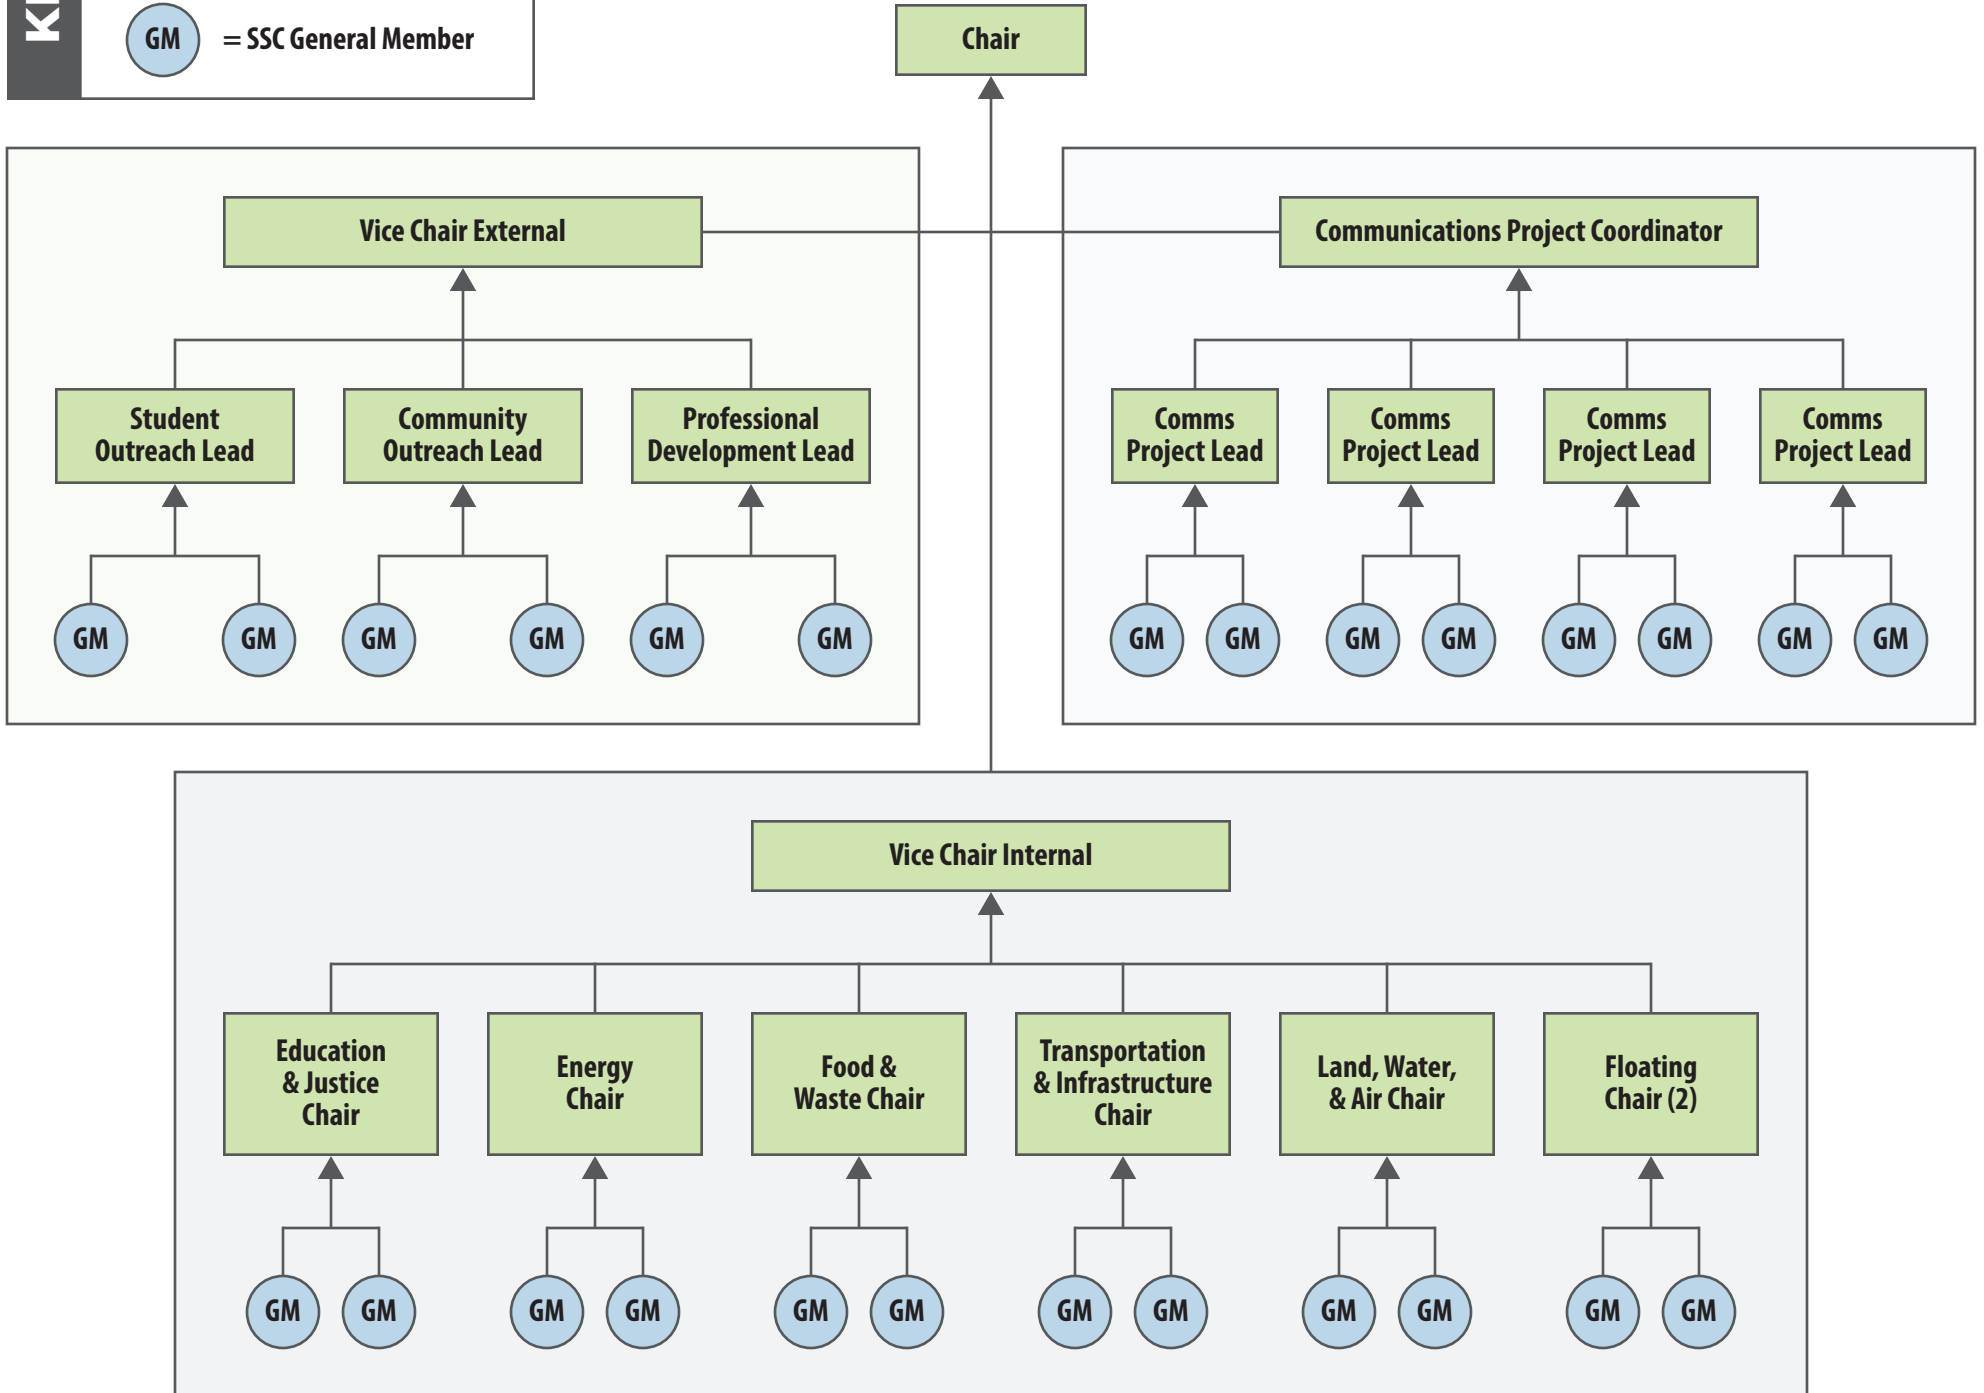 GM
= SSC General Member
Chair
Vice Chair External
Communications Project Coordinator
Student
Outreach Lead
Community
Outreach Lead
Professional
Development Lead
Comms
Project Lead
Comms
Project Lead
Comms
Project Lead
Comms
Project Lead
GM
GM
GM
GM
GM
GM
GM
GM
GM
GM
GM
GM
GM
GM
Vice Chair Internal
Education
& Justice
Chair
Energy
Chair
Food &
Waste Chair
Transportation
& Infrastructure
Chair
Land, Water,
& Air Chair
Floating
Chair (2)
GM
GM
GM
GM
GM
GM
GM
GM
GM
GM
GM
GM